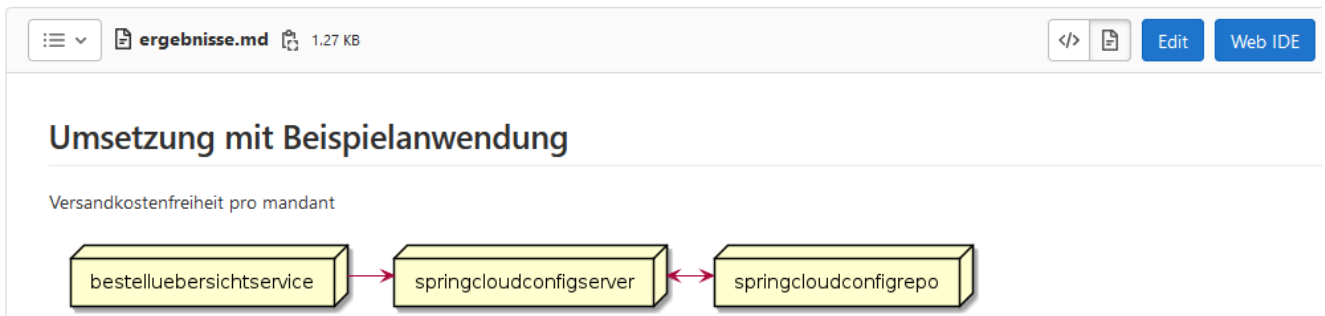 ergebnisse.md 1.27 KB </> Edit Web IDE
Umsetzung mit Beispielanwendung
Versandkostenfreiheit pro mandant
bestelluebersichtservice springcloudconfigserver springcloudconfigrepo